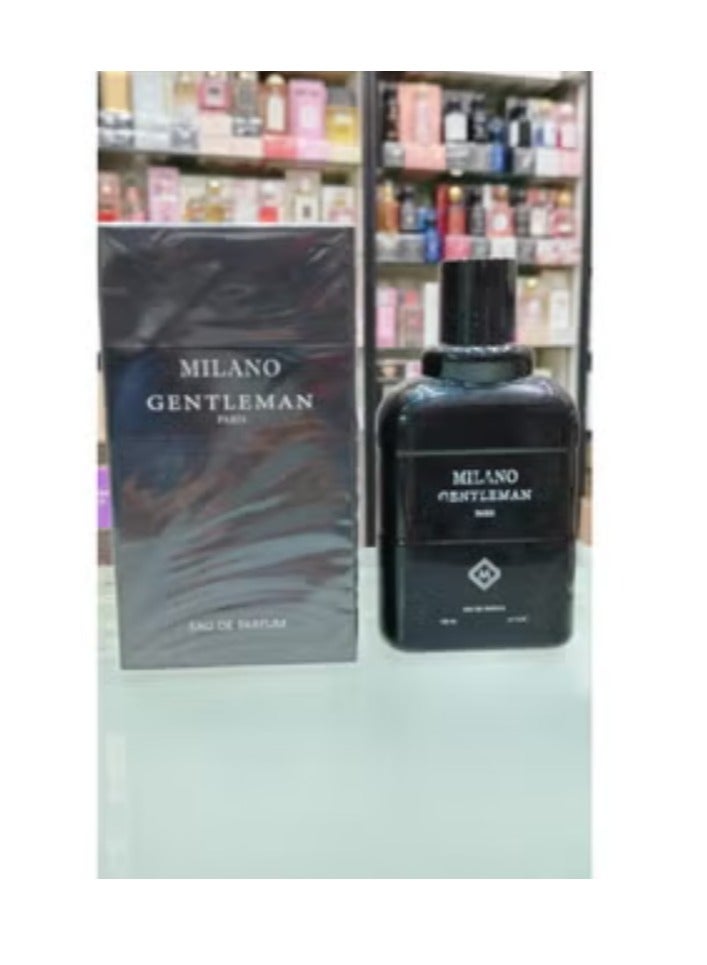 MILANO
GENTLEMAN
PARIS
EAU DE PARFUM
MILANO
GENTLEMAN
PARIS
M
EAU DE PARFUM